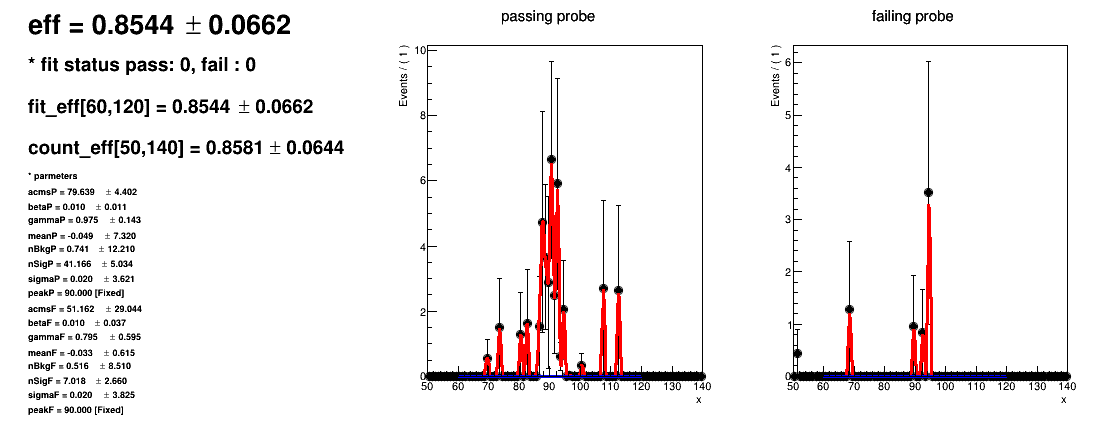 eff = 0.8544 ± 0.0662
* fit status pass: 0, fail : 0
fit_eff[60,120] = 0.8544 ± 0.0662
count_eff[50,140] = 0.8581 ± 0.0644
* parmeters
acmsP = 79.639 ± 4.402
betaP = 0.010 ± 0.011
gammaP = 0.975 ± 0.143
meanP = -0.049 ± 7.320
nBkgP = 0.741 ± 12.210
nSigP = 41.166 ± 5.034
sigmaP = 0.020 ± 3.621
peakP = 90.000 [Fixed]
acmsF = 51.162 ± 29.044
betaF = 0.010 ± 0.037
gammaF = 0.795 ± 0.595
meanF = -0.033 ± 0.615
nBkgF = 0.516 ± 8.510
nSigF = 7.018 ± 2.660
sigmaF = 0.020 ± 3.825
peakF = 90.000 [Fixed]
passing probe
Events / ( 1 )
10
8
6
4
2
0
50 60 70 80 90 100 110 120 130 140
x
failing probe
Events / ( 1 )
6
5
4
3
2
1
0
50 60 70 80 90 100 110 120 130 140
x